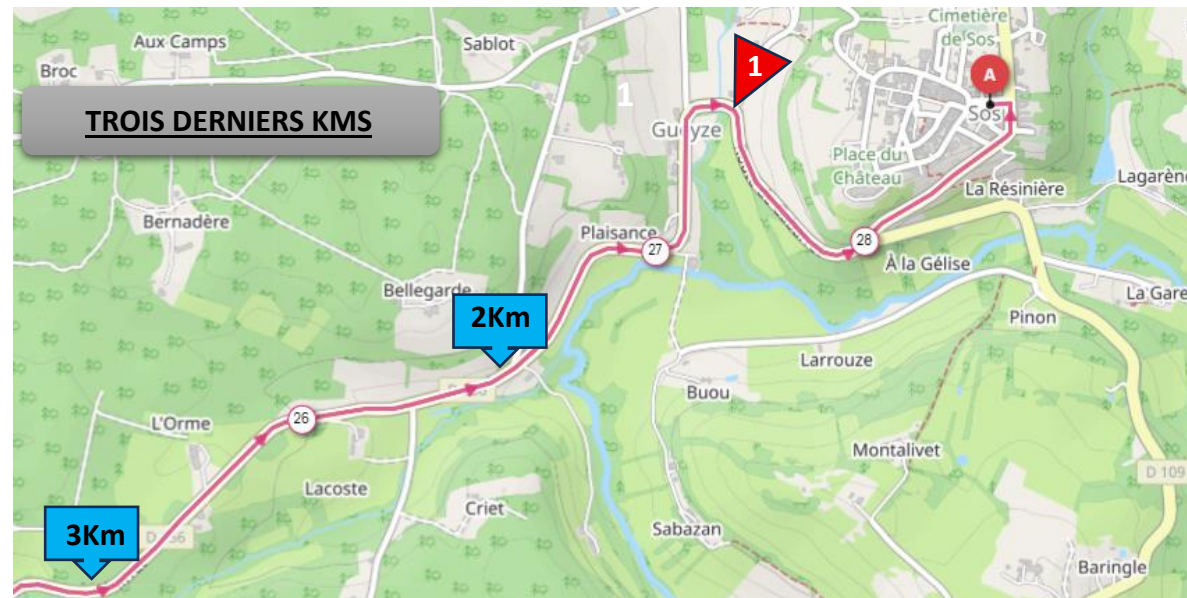 Cimetière
de Sos
Aux Camps
Sablot
Broc
1
A
1
TROIS DERNIERS KMS
Sos
Gueyze
Place du
Château
La Résinière
Lagarène
Bernadère
Plaisance
27
28
À la Gélise
Bellegarde
La Gare
2Km
Pinon
Larrouze
Buou
26
L'Orme
Montalivet
D 109
Lacoste
Criet
3Km
Sabazan
Baringle